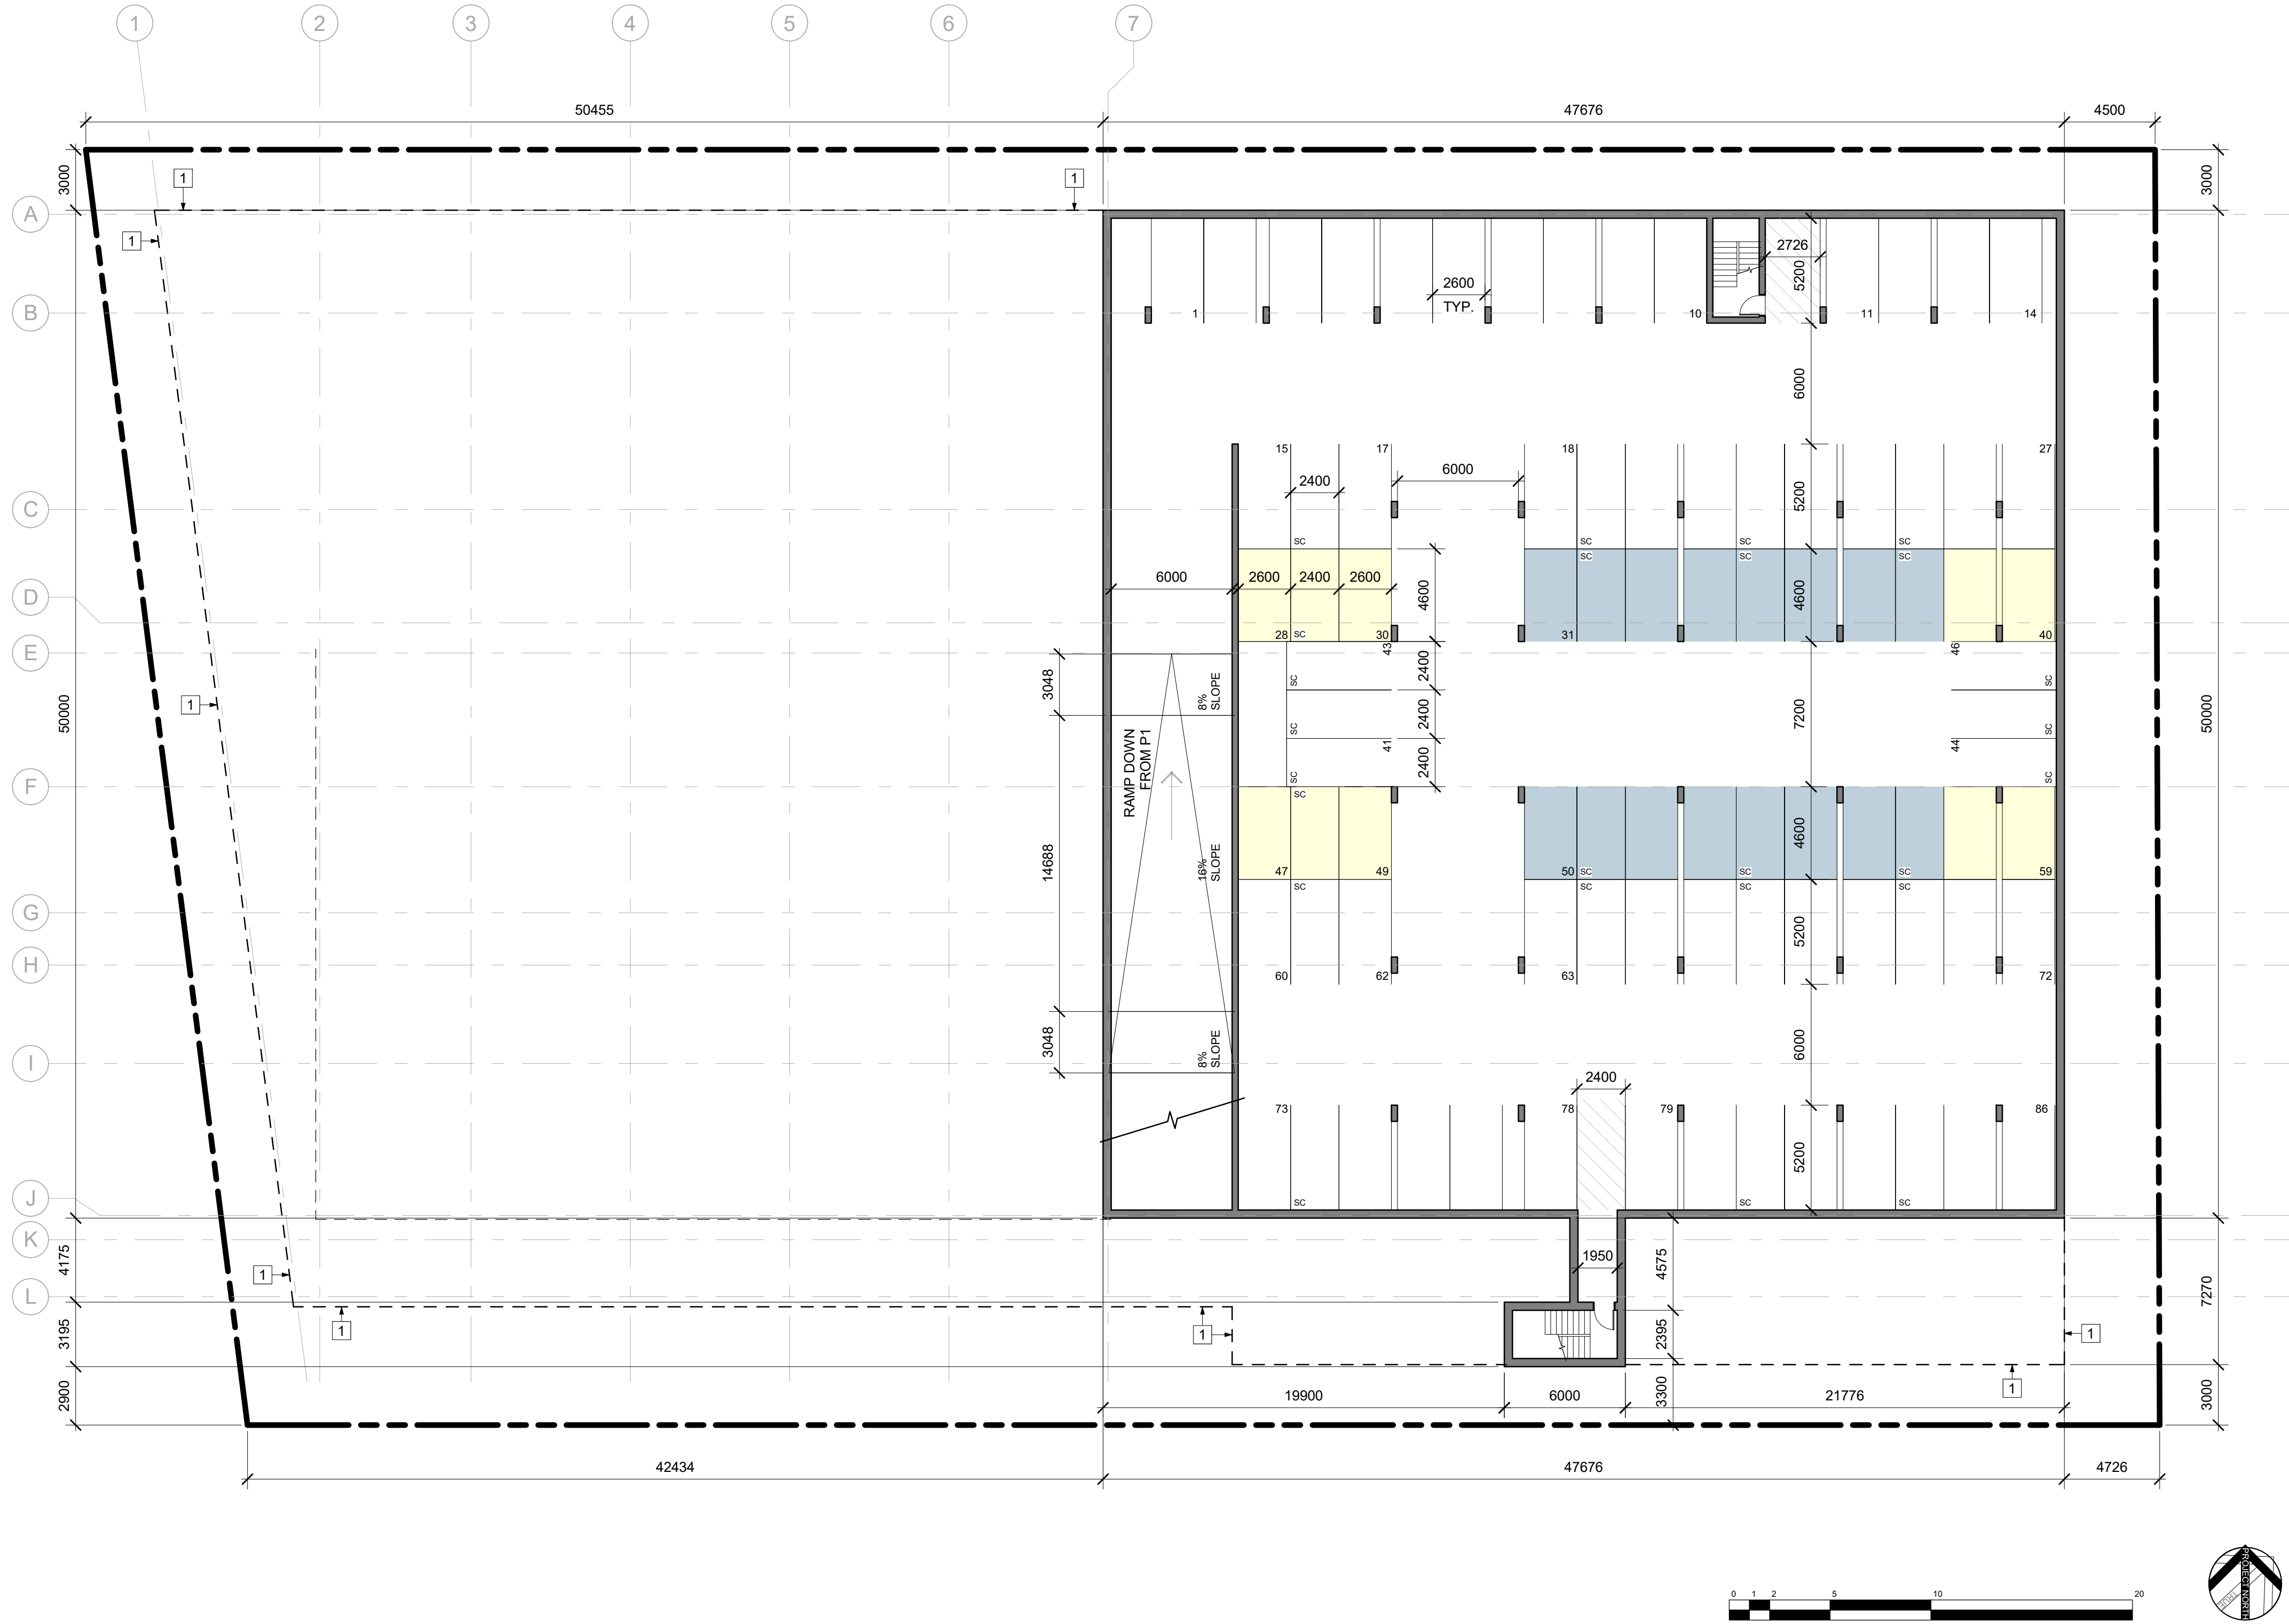 1 2 3 4 5 6 7
50455 47676 4500
3000 3000
1 1
A
1
2726
5200
2600
TYP.
B
1 10 11 14
6000
15 17 18 27
6000
2400
5200
C
SC SC SC SC
SC SC SC
6000 2600 2400 2600 4600 4600
D
28 SC 30 31 40
E
43 46
2400
SC SC
3048
8%
SLOPE
1
50000 50000
2400 7200
RAMP DOWN
FROM P1
SC SC
41 44
2400
SC SC
F
SC
4600
14688
16%
SLOPE
47 49 50 SC SC SC 59
SC SC SC SC
G
5200
H
60 62 63 72
3048
8%
SLOPE
6000
I
2400
73 78 79 86
5200
J
SC SC SC
K
4175
1950
4575
7270
1
L
3195
1 1 2395 1
2900
19900 6000 3300 21776 1 3000
42434 47676 4726
0 1 2 5 10 20
PROJECT NORTH
TRUE